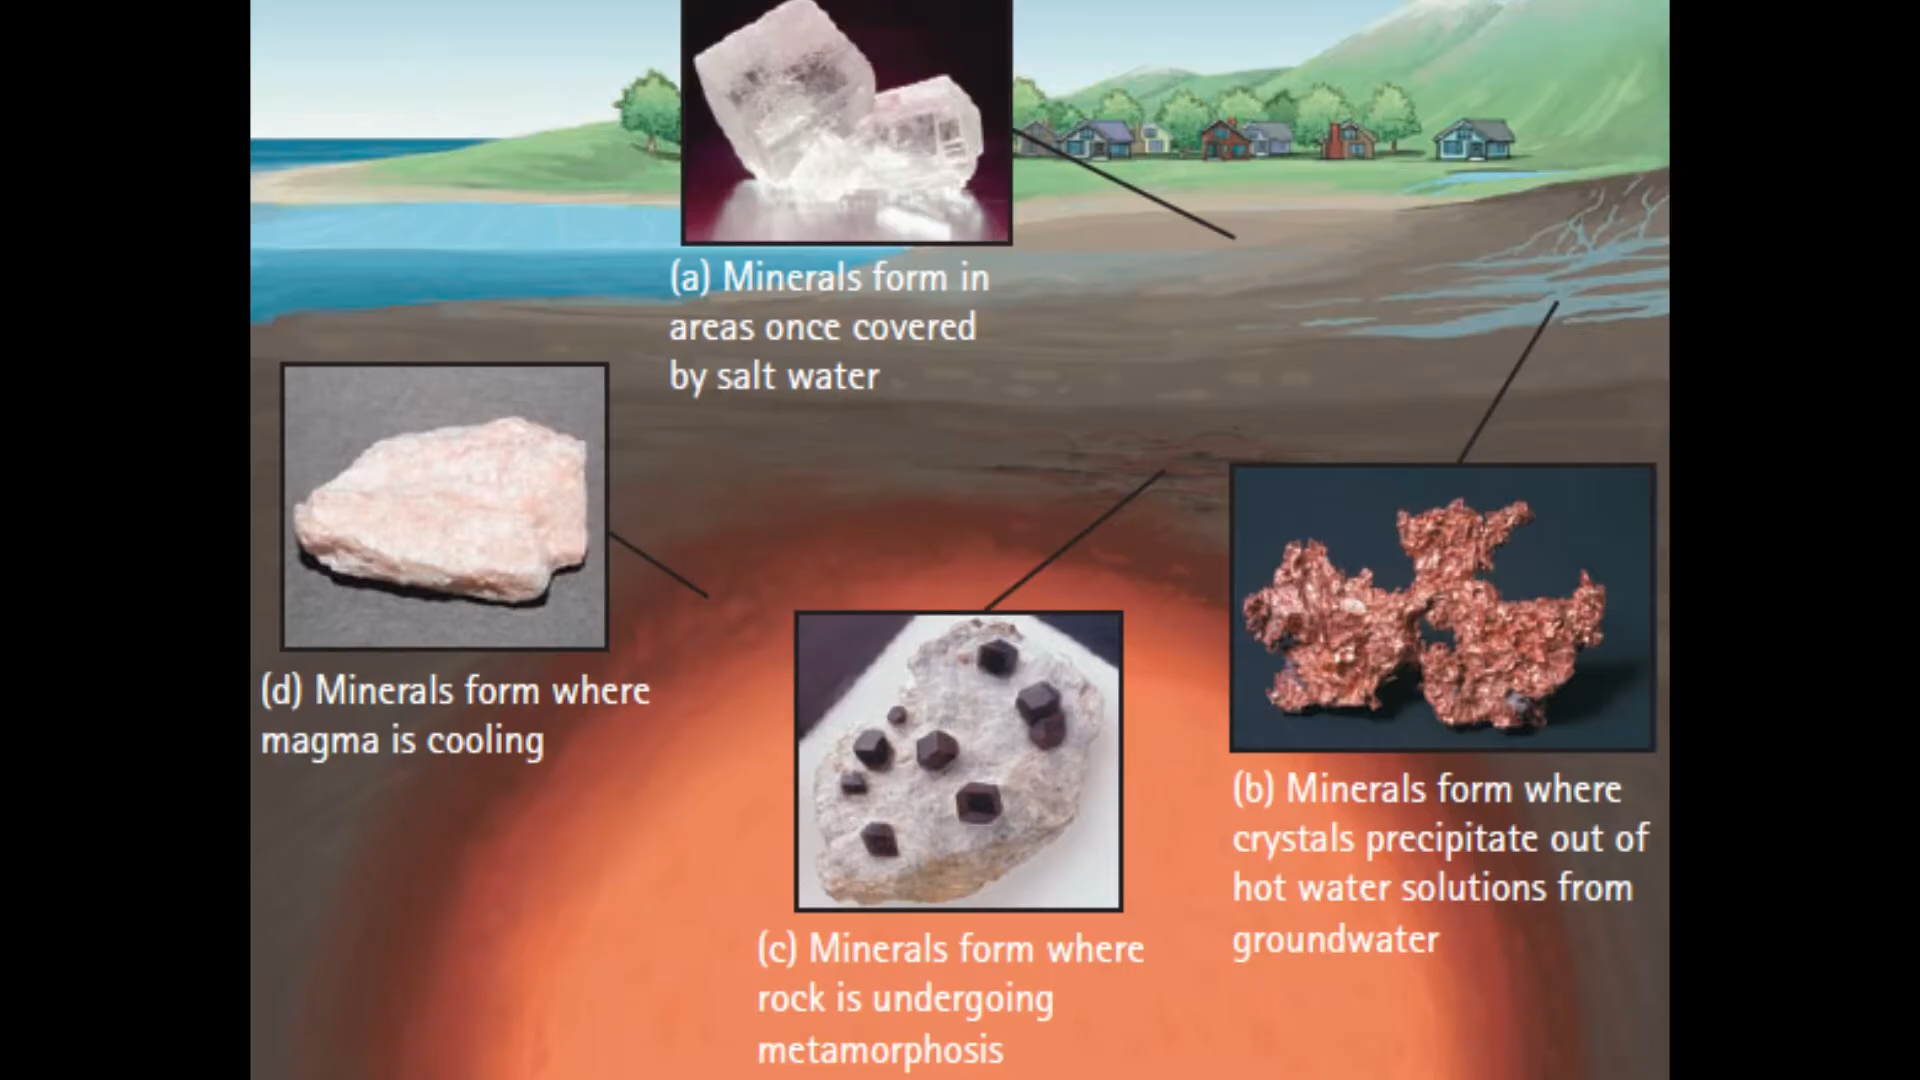 (a) Minerals form in
areas once covered
by salt water
(d) Minerals form where
magma is cooling
(b) Minerals form where
crystals precipitate out of
hot water solutions from
groundwater
(c) Minerals form where
rock is undergoing
metamorphosis